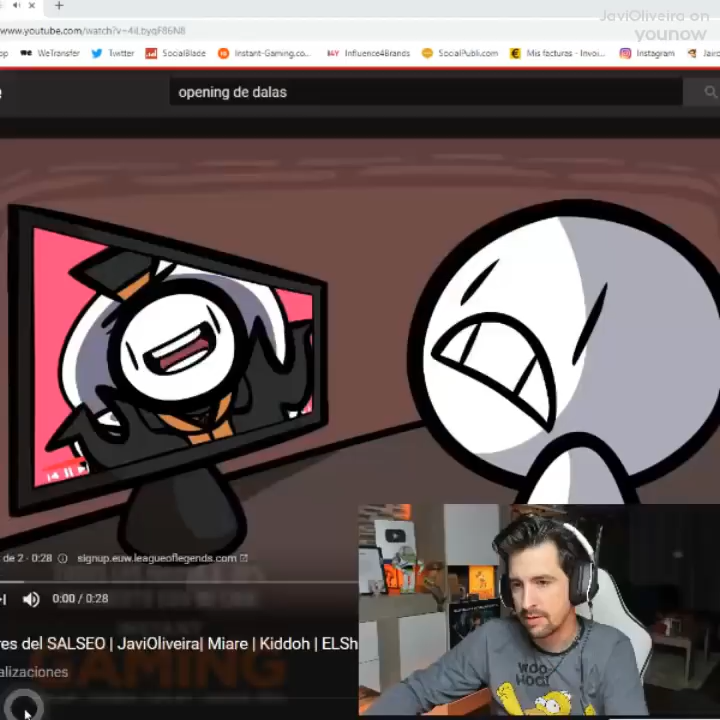 JaviOliveira on
younow
www.youtube.com/watch?v=
WeTransfer Twitter SocialBlade Instant-Gaming.co... Influence4Brands SocialPubli.com Mis facturas - Invoi... Instagram
opening de dalas
de 2 · 0:28 signup.euw.leagueoflegends.com
0:00 / 0:28
res del SALSEO | JaviOliveira| Miare | Kiddoh | ELSh
alizaciones
GAMING
WOO-
HOO!